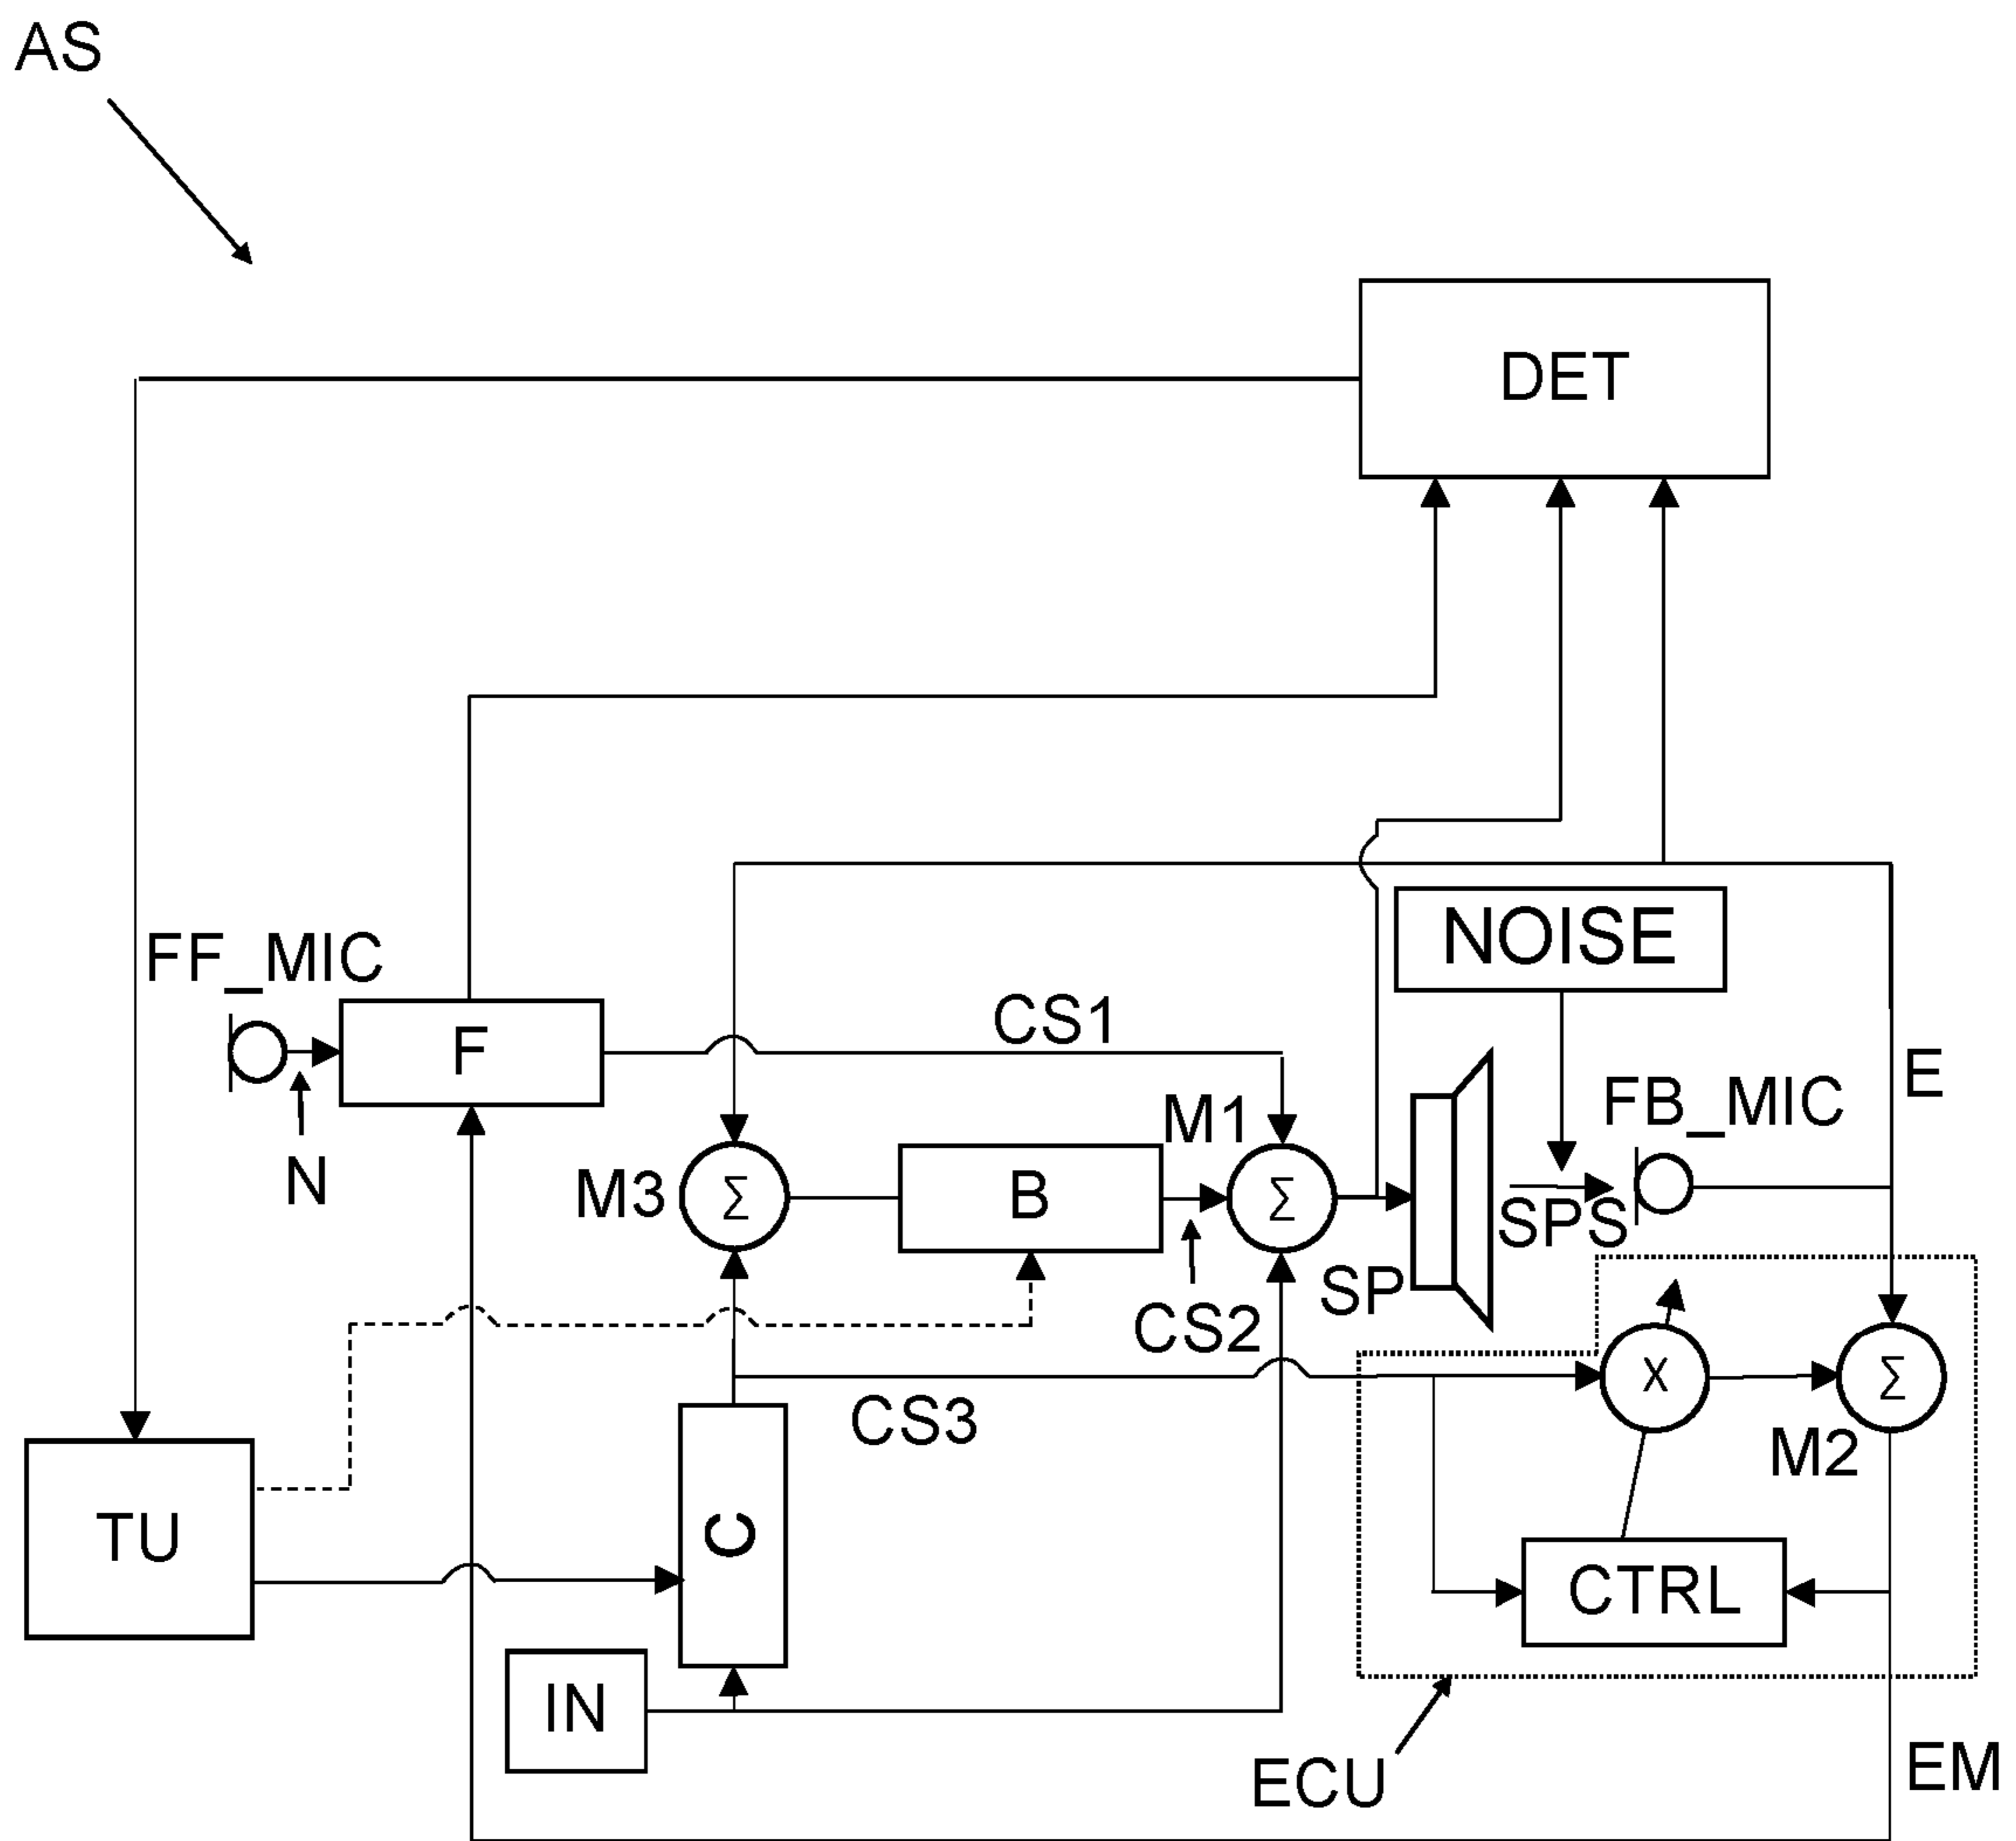 AS
DET
NOISE
FF_MIC
F
CS1
E
N
M1
FB_MIC
M3
Σ
B
Σ
SPS
SP
CS2
X
Σ
CS3
M2
TU
C
CTRL
IN
ECU
EM